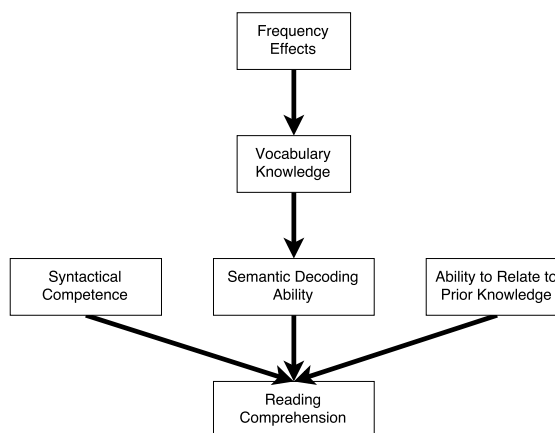 Frequency
Effects
Vocabulary
Knowledge
Syntactical
Competence
Semantic Decoding
Ability
Ability to Relate to
Prior Knowledge
Reading
Comprehension